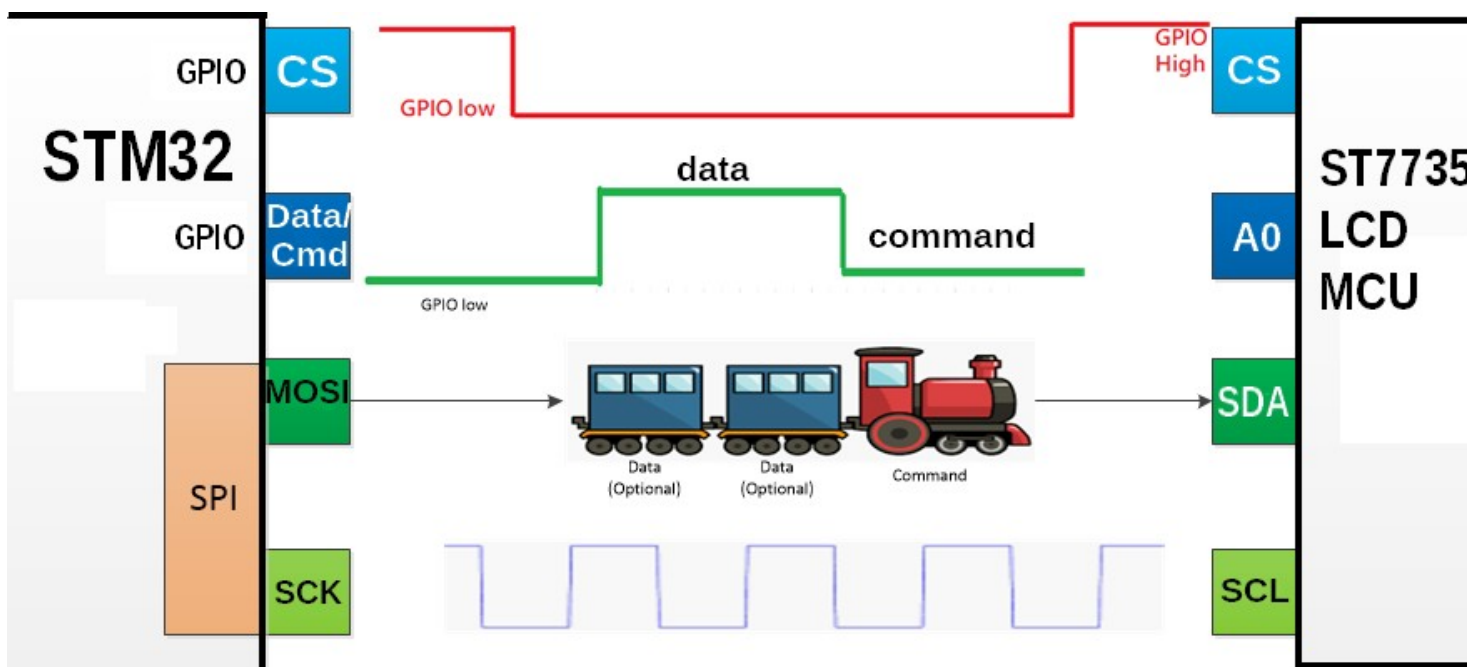 GPIO
CS
GPIO low
GPIO
High
CS
STM32
data
ST7735
GPIO
Data/
Cmd
command
A0
LCD
MCU
GPIO low
MOSI
SDA
Data
(Optional)
Data
(Optional)
Command
SPI
SCK
SCL